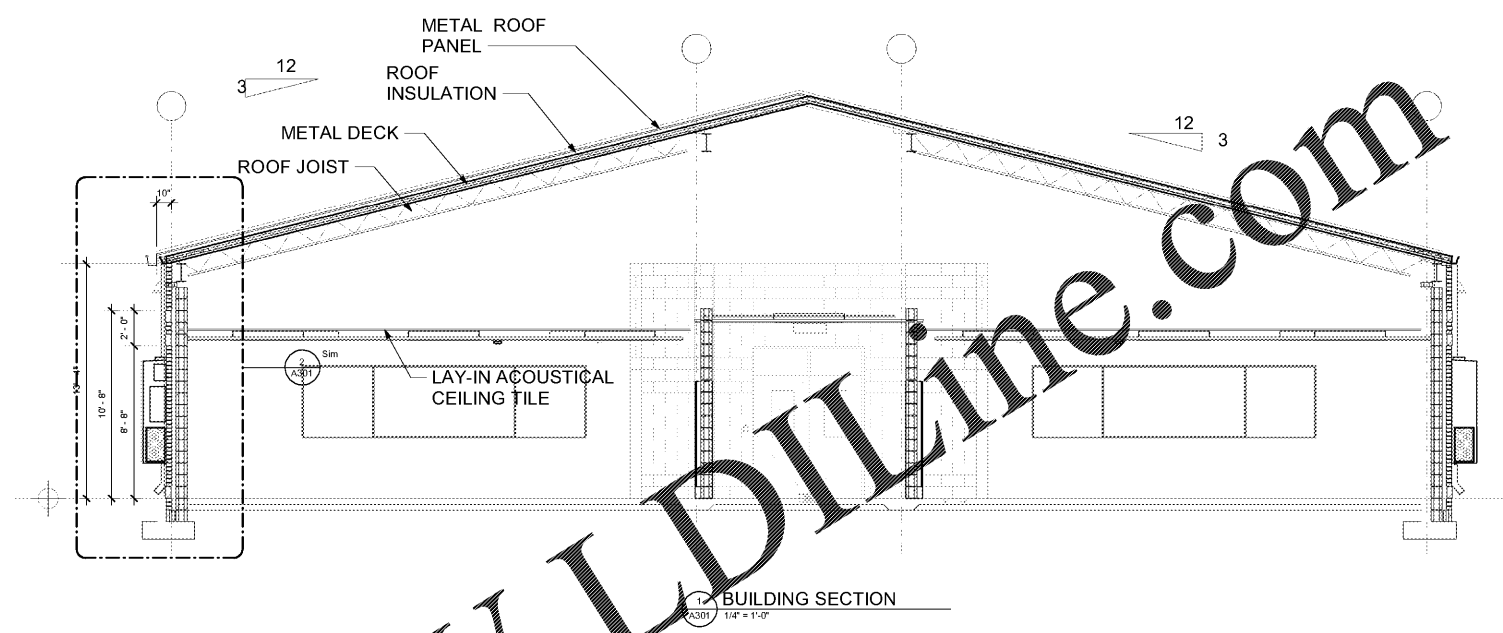 METAL ROOF
PANEL
12
3
ROOF
INSULATION
METAL DECK
12
3
ROOF JOIST
10"
2' - 0"
10' - 8"
8' - 8"
2
A301
Sim
LAY-IN ACOUSTICAL
CEILING TILE
1
A301
BUILDING SECTION
1/4" = 1'-0"
LDILine.com